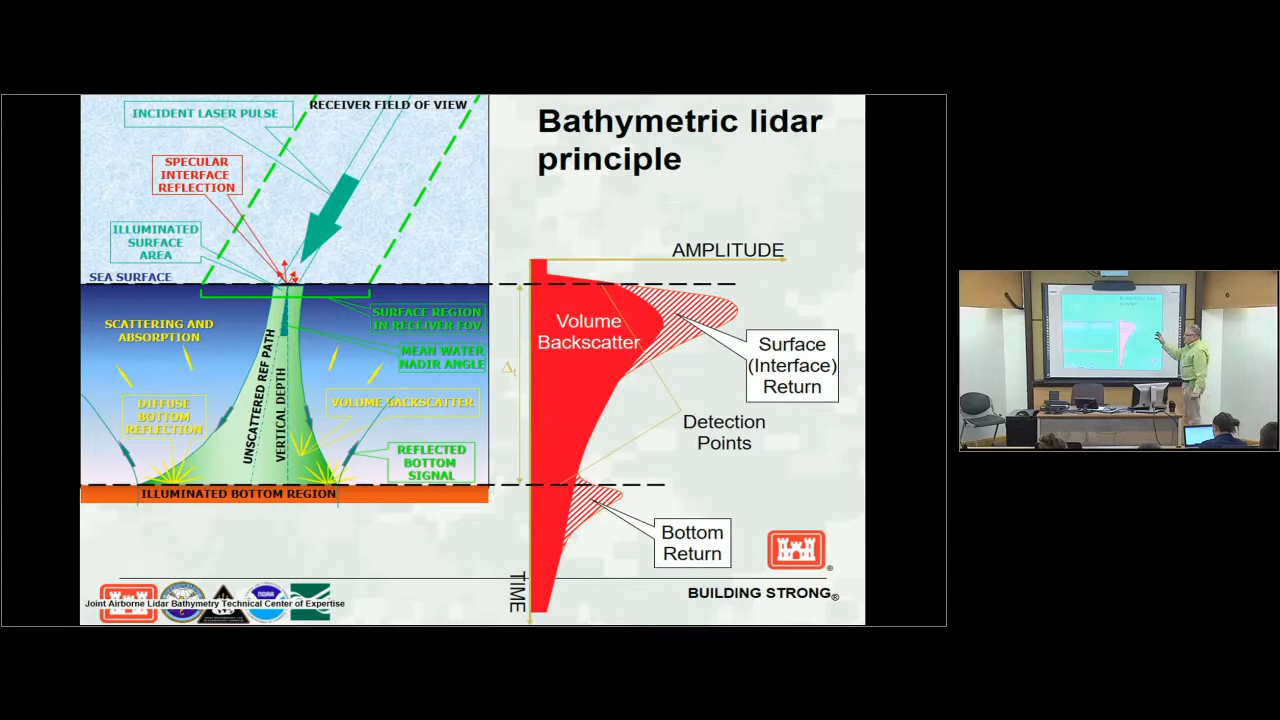 INCIDENT LASER PULSE
RECEIVER FIELD OF VIEW
SPECULAR
INTERFACE
REFLECTION
ILLUMINATED
SURFACE
AREA
SEA SURFACE
SURFACE REGION
IN RECEIVER FOV
SCATTERING AND
ABSORPTION
MEAN WATER
NADIR ANGLE
UNSCATTERED REF PATH
VERTICAL DEPTH
DIFFUSE
BOTTOM
REFLECTION
VOLUME BACKSCATTER
REFLECTED
BOTTOM
SIGNAL
ILLUMINATED BOTTOM REGION
Bathymetric lidar
principle
AMPLITUDE
Volume
Backscatter
Surface
(Interface)
Return
Δt
Detection
Points
Bottom
Return
TIME
®
BUILDING STRONG®
NOAA
Joint Airborne Lidar Bathymetry Technical Center of Expertise